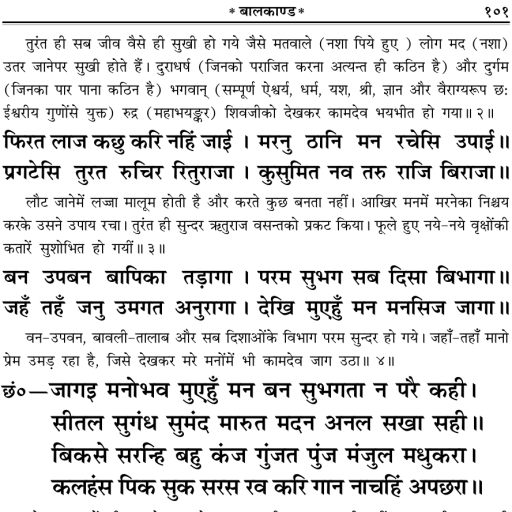 * बालकाण्ड *	१०१
तुरंत ही सब जीव वैसे ही सुखी हो गये जैसे मतवाले (नशा पिये हुए ) लोग मद (नशा)
उतर जानेपर सुखी होते हैं। दुराधर्ष (जिनको पराजित करना अत्यन्त ही कठिन है) और दुर्गम
(जिनका पार पाना कठिन है) भगवान् (सम्पूर्ण ऐश्वर्य, धर्म, यश, श्री, ज्ञान और वैराग्यरूप छः
ईश्वरीय गुणोंसे युक्त) रुद्र (महाभयङ्कर) शिवजीको देखकर कामदेव भयभीत हो गया॥ २॥
फिरत लाज कछु करि नहिं जाई । मरनु ठानि मन रचेसि उपाई॥
प्रगटेसि तुरत रुचिर रितुराजा । कुसुमित नव तरु राजि बिराजा॥
लौट जानेमें लज्जा मालूम होती है और करते कुछ बनता नहीं। आखिर मनमें मरनेका निश्चय
करके उसने उपाय रचा। तुरंत ही सुन्दर ऋतुराज वसन्तको प्रकट किया। फूले हुए नये-नये वृक्षोंकी
कतारें सुशोभित हो गयीं॥ ३॥
बन उपबन बापिका तड़ागा । परम सुभग सब दिसा बिभागा॥
जहँ तहँ जनु उमगत अनुरागा । देखि मुएहुँ मन मनसिज जागा॥
वन-उपवन, बावली-तालाब और सब दिशाओंके विभाग परम सुन्दर हो गये। जहाँ-तहाँ मानो
प्रेम उमड़ रहा है, जिसे देखकर मरे मनोंमें भी कामदेव जाग उठा॥ ४॥
छं०—जागइ मनोभव मुएहुँ मन बन सुभगता न परै कही।
सीतल सुगंध सुमंद मारुत मदन अनल सखा सही॥
बिकसे सरन्हि बहु कंज गुंजत पुंज मंजुल मधुकरा।
कलहंस पिक सुक सरस रव करि गान नाचहिं अपछरा॥